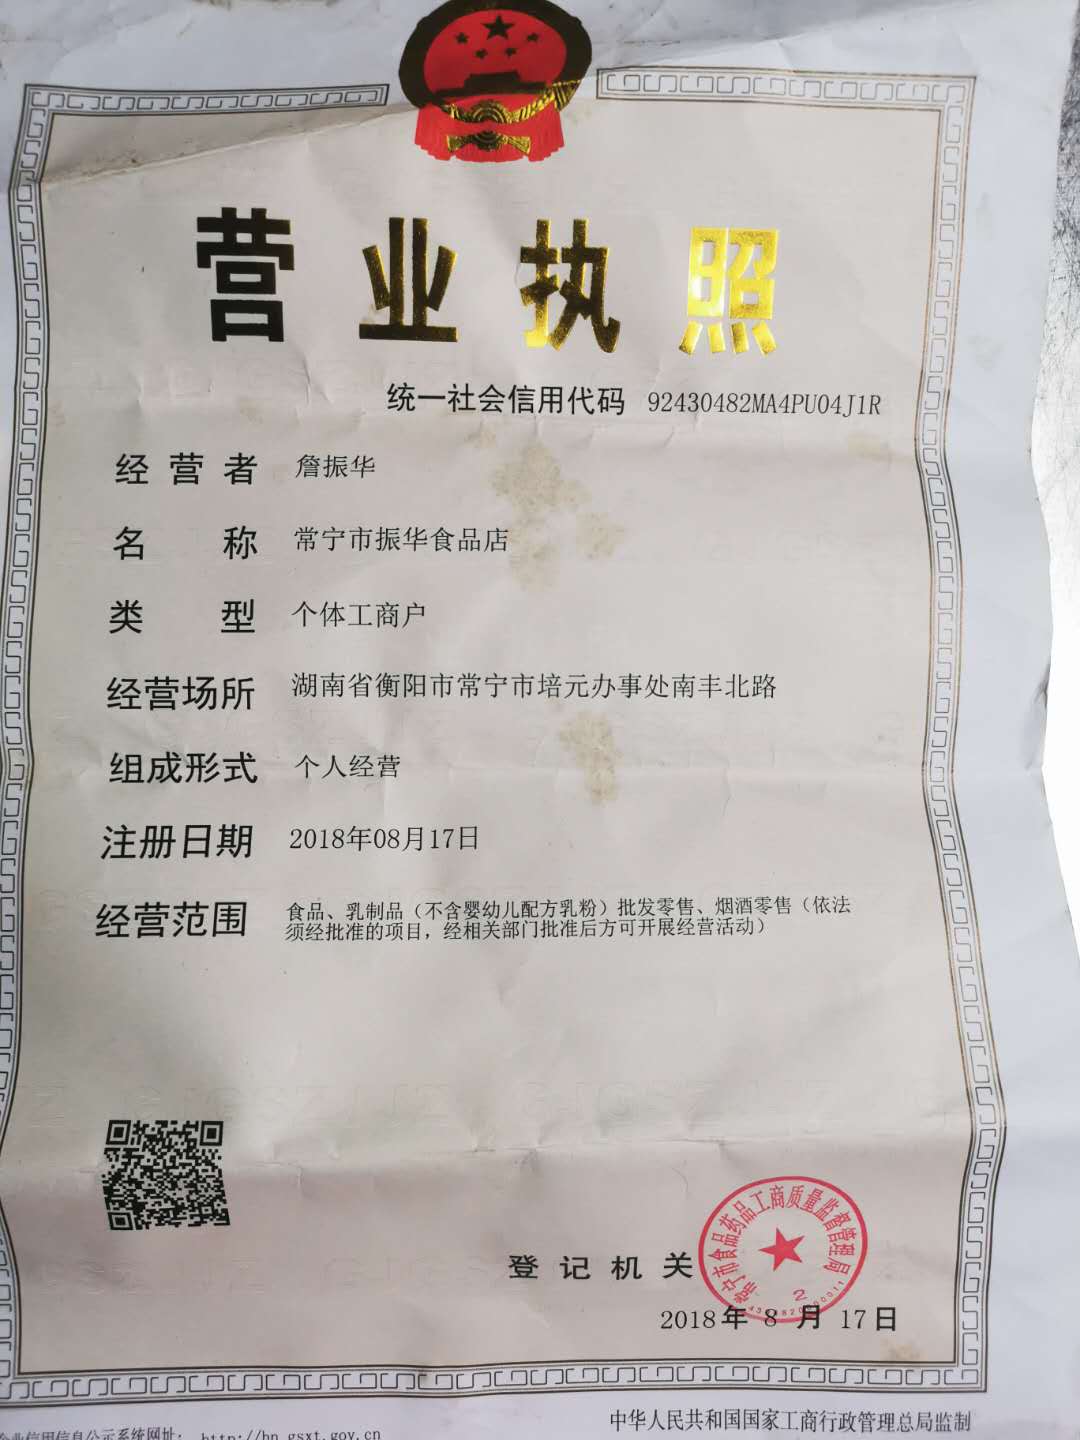 营业执照
统一社会信用代码 92430482MA4PU04J1R
经营者 詹振华
名称 常宁市振华食品店
类型 个体工商户
经营场所 湖南省衡阳市常宁市培元办事处南丰北路
组成形式 个人经营
注册日期 2018年08月17日
经营范围 食品、乳制品（不含婴幼儿配方乳粉）批发零售、烟酒零售（依法
须经批准的项目，经相关部门批准后方可开展经营活动）
常宁市食品药品工商质量监督管理局
2
登记机关
2018年8月17日
企业信用信息公示系统网址：http://hn.gsxt.gov.cn
中华人民共和国国家工商行政管理总局监制